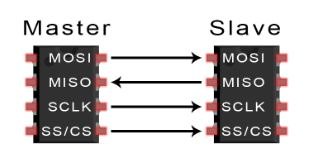 Master Slave
MOSI MOSI
MISO MISO
SCLK SCLK
SS/CS SS/CS